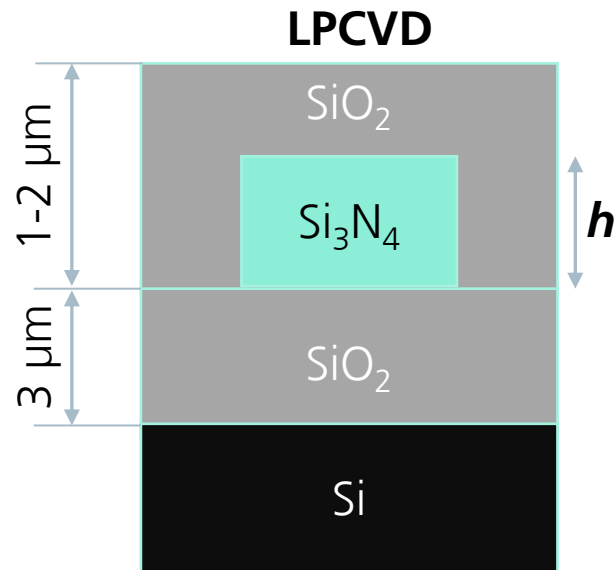 LPCVD
SiO₂
1-2 µm
Si₃N₄
h
SiO₂
3 µm
Si